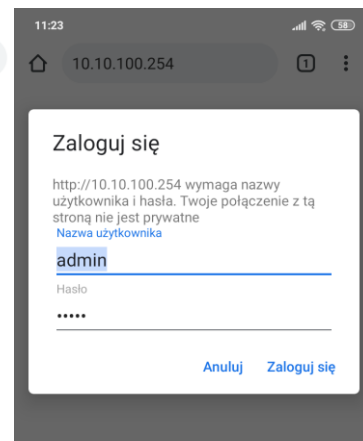 11:23
58
10.10.100.254
1
Zaloguj się
http://10.10.100.254 wymaga nazwy
użytkownika i hasła. Twoje połączenie z tą
stroną nie jest prywatne
Nazwa użytkownika
admin
Hasło
•••••
Anuluj Zaloguj się